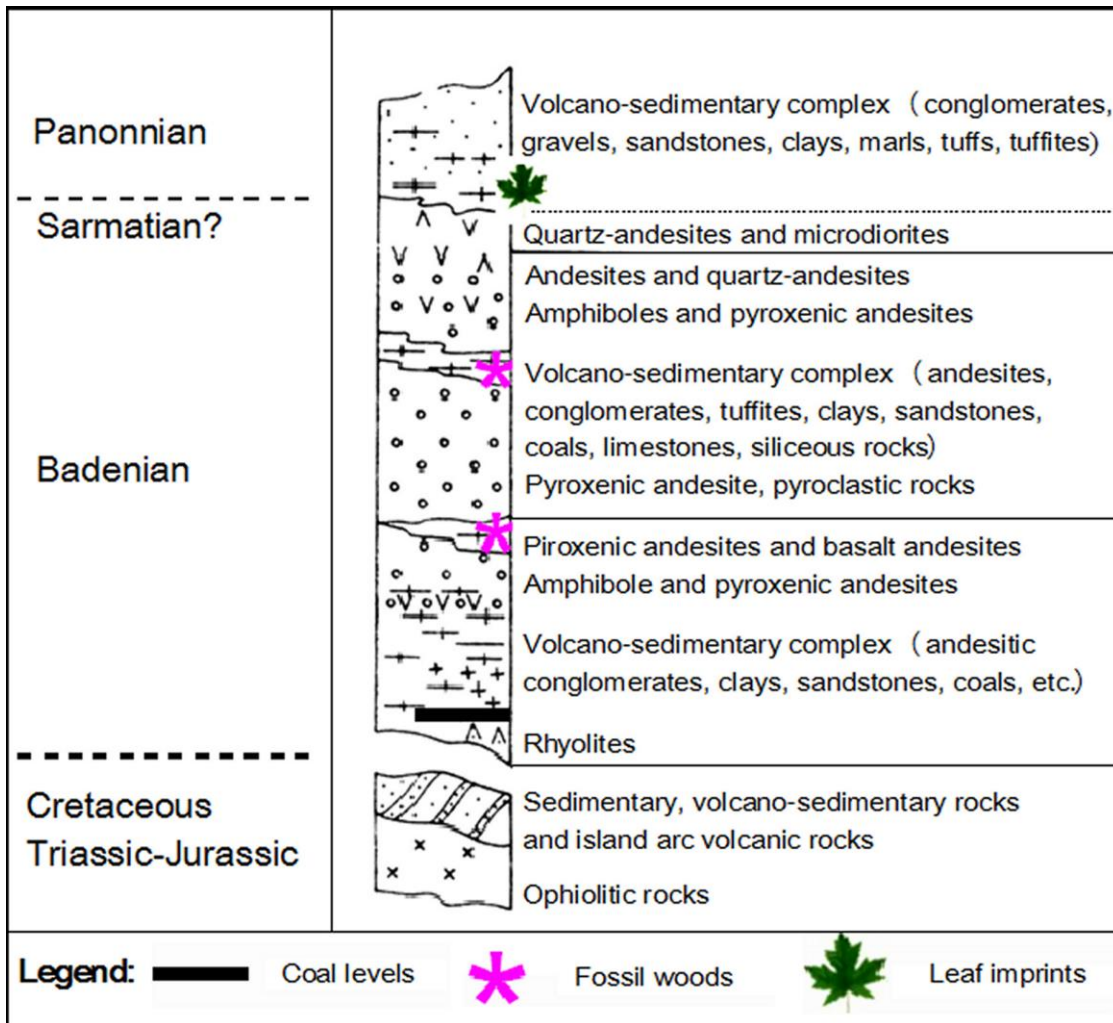 Panonnian
Volcano-sedimentary complex (conglomerates,
gravels, sandstones, clays, marls, tuffs, tuffites)
Sarmatian?
Quartz-andesites and microdiorites
Andesites and quartz-andesites
Amphiboles and pyroxenic andesites
Badenian
Volcano-sedimentary complex (andesites,
conglomerates, tuffites, clays, sandstones,
coals, limestones, siliceous rocks)
Pyroxenic andesite, pyroclastic rocks
Piroxenic andesites and basalt andesites
Amphibole and pyroxenic andesites
Volcano-sedimentary complex (andesitic
conglomerates, clays, sandstones, coals, etc.)
Rhyolites
Cretaceous
Triassic-Jurassic
Sedimentary, volcano-sedimentary rocks
and island arc volcanic rocks
Ophiolitic rocks
Legend: Coal levels Fossil woods Leaf imprints